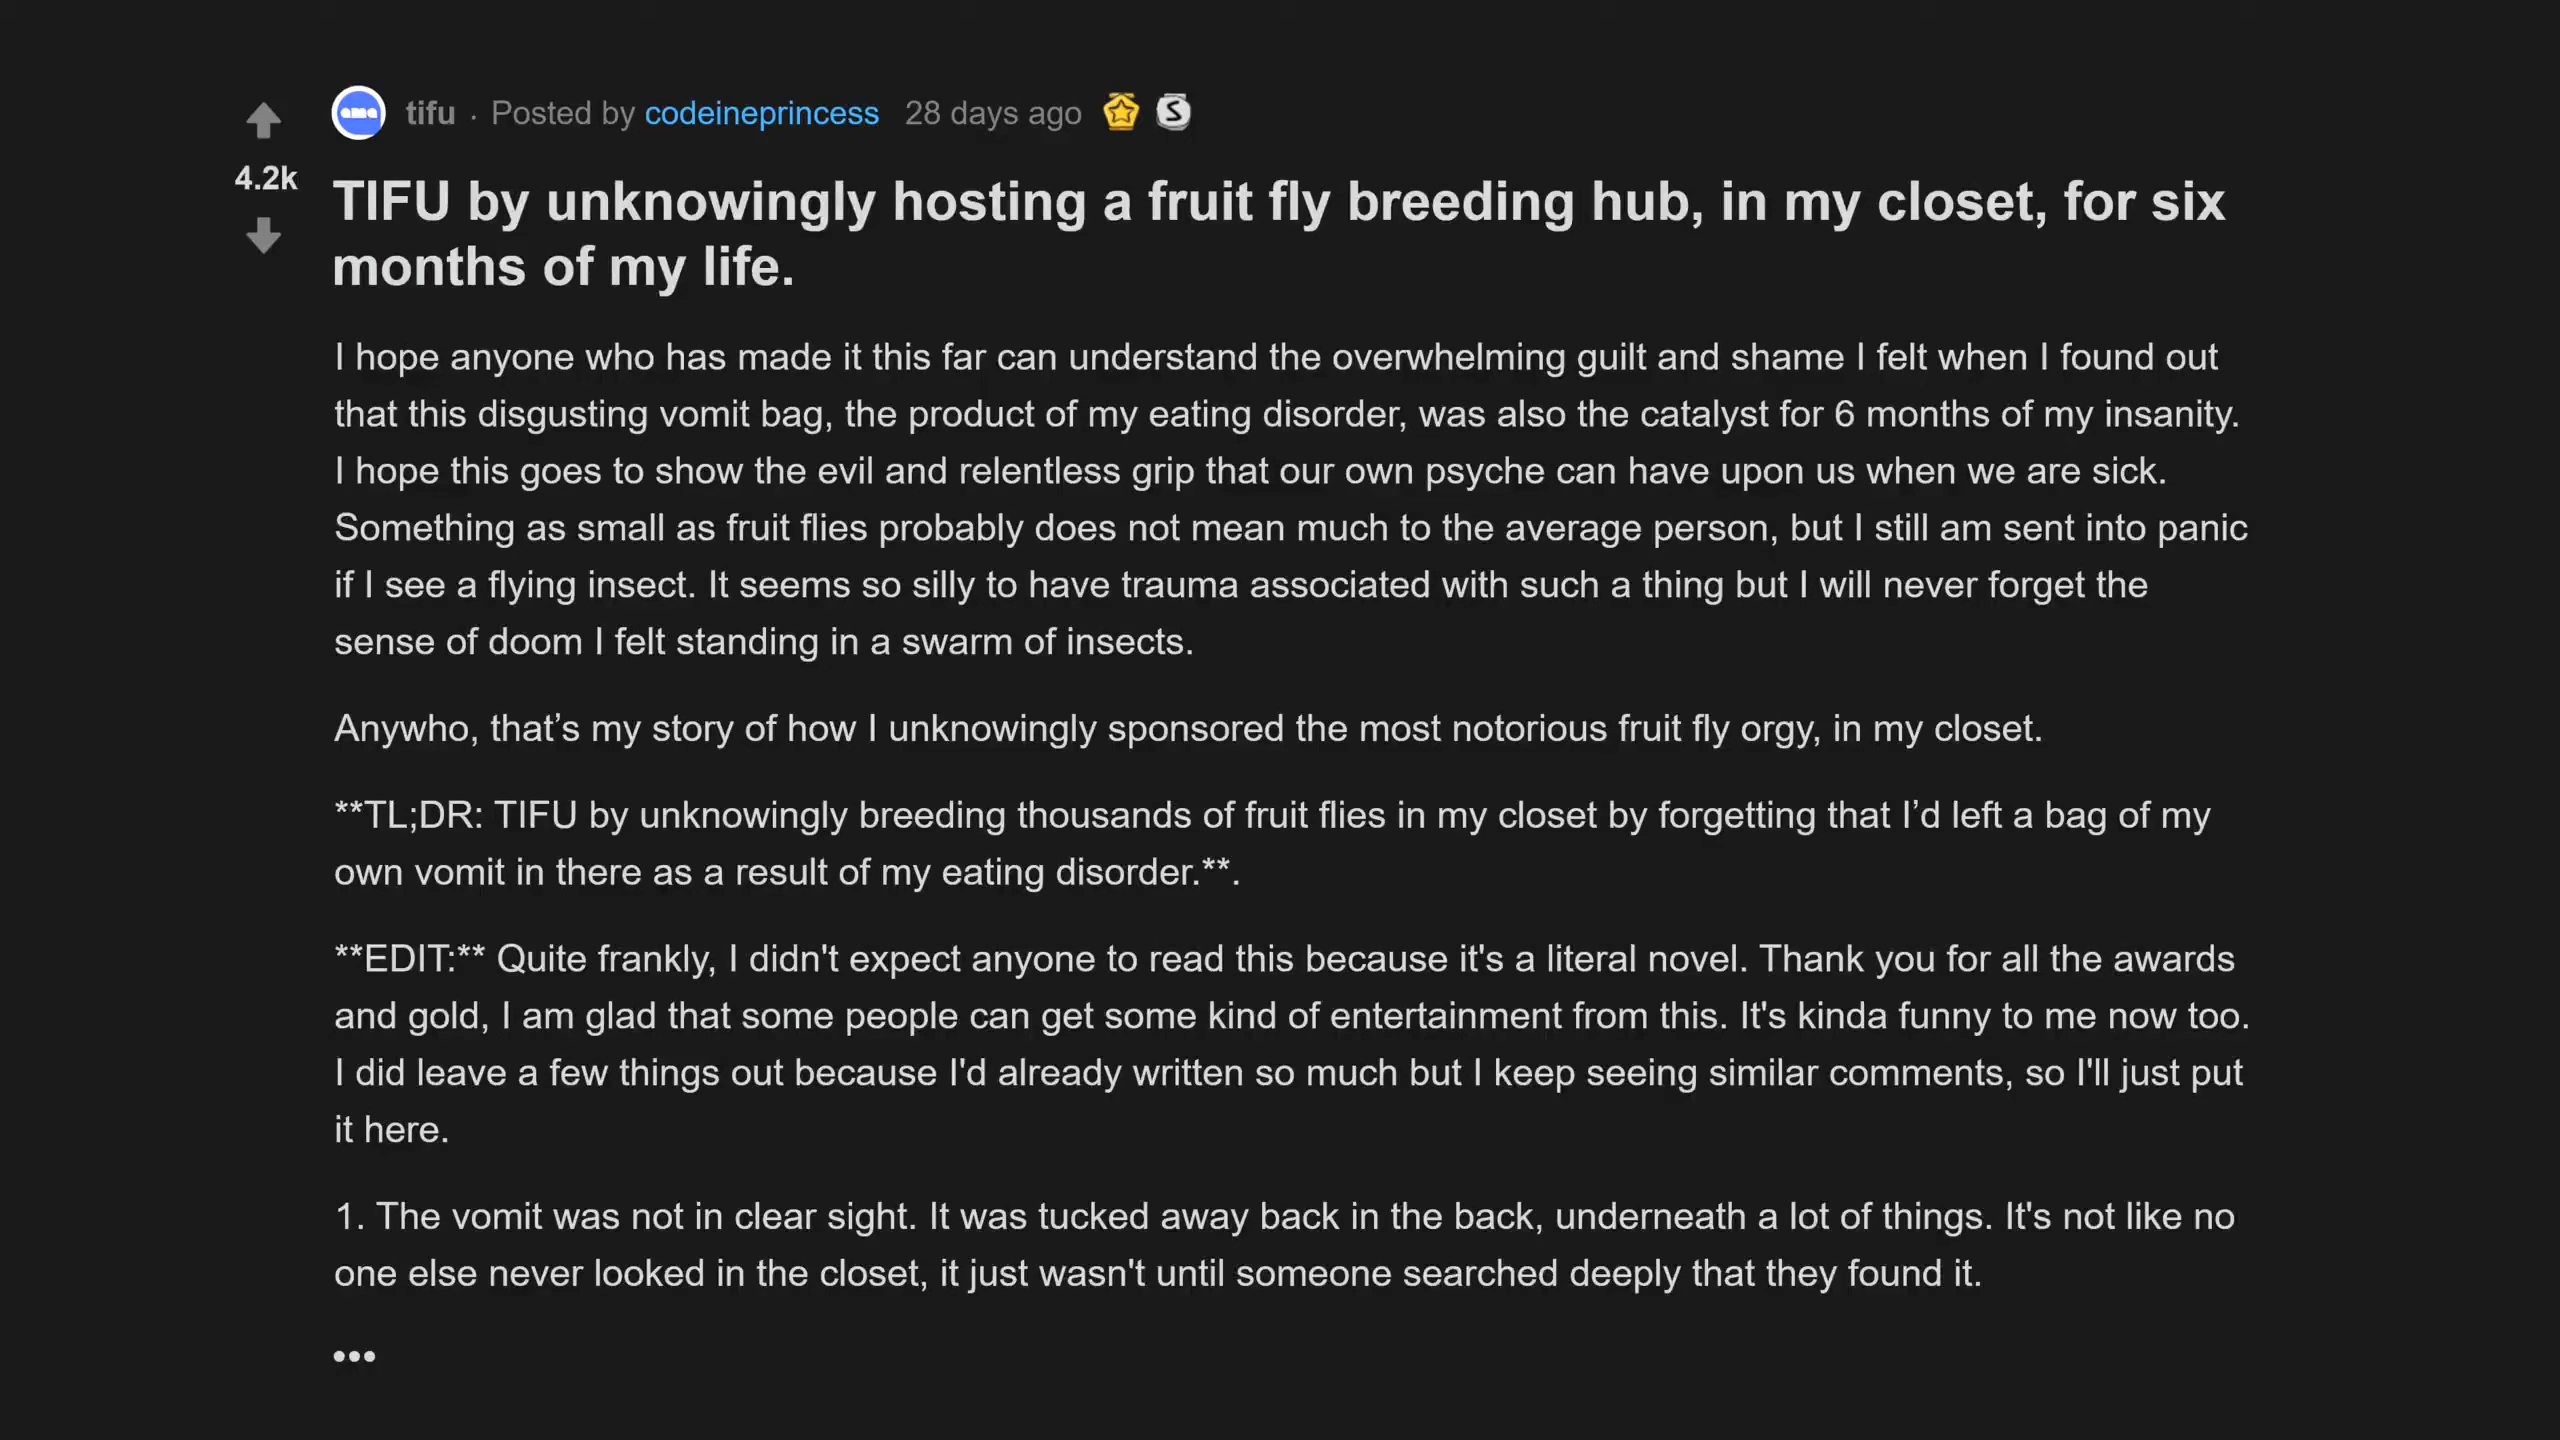 tifu · Posted by codeineprincess 28 days ago
4.2k
TIFU by unknowingly hosting a fruit fly breeding hub, in my closet, for six
months of my life.
I hope anyone who has made it this far can understand the overwhelming guilt and shame I felt when I found out
that this disgusting vomit bag, the product of my eating disorder, was also the catalyst for 6 months of my insanity.
I hope this goes to show the evil and relentless grip that our own psyche can have upon us when we are sick.
Something as small as fruit flies probably does not mean much to the average person, but I still am sent into panic
if I see a flying insect. It seems so silly to have trauma associated with such a thing but I will never forget the
sense of doom I felt standing in a swarm of insects.
Anywho, that’s my story of how I unknowingly sponsored the most notorious fruit fly orgy, in my closet.
**TL;DR: TIFU by unknowingly breeding thousands of fruit flies in my closet by forgetting that I’d left a bag of my
own vomit in there as a result of my eating disorder.**.
**EDIT:** Quite frankly, I didn't expect anyone to read this because it's a literal novel. Thank you for all the awards
and gold, I am glad that some people can get some kind of entertainment from this. It's kinda funny to me now too.
I did leave a few things out because I'd already written so much but I keep seeing similar comments, so I'll just put
it here.
1. The vomit was not in clear sight. It was tucked away back in the back, underneath a lot of things. It's not like no
one else never looked in the closet, it just wasn't until someone searched deeply that they found it.
•••